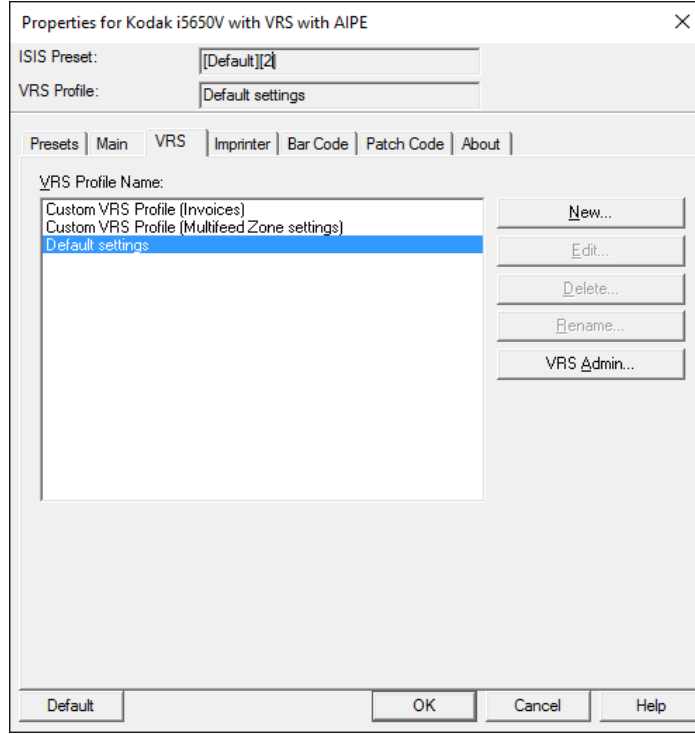 Properties for Kodak i5650V with VRS with AIPE
ISIS Preset: [Default][2]
VRS Profile: Default settings
Presets Main VRS Imprinter Bar Code Patch Code About
VRS Profile Name:
Custom VRS Profile (Invoices)
Custom VRS Profile (Multifeed Zone settings)
Default settings
New...
Edit...
Delete...
Rename...
VRS Admin...
Default OK Cancel Help